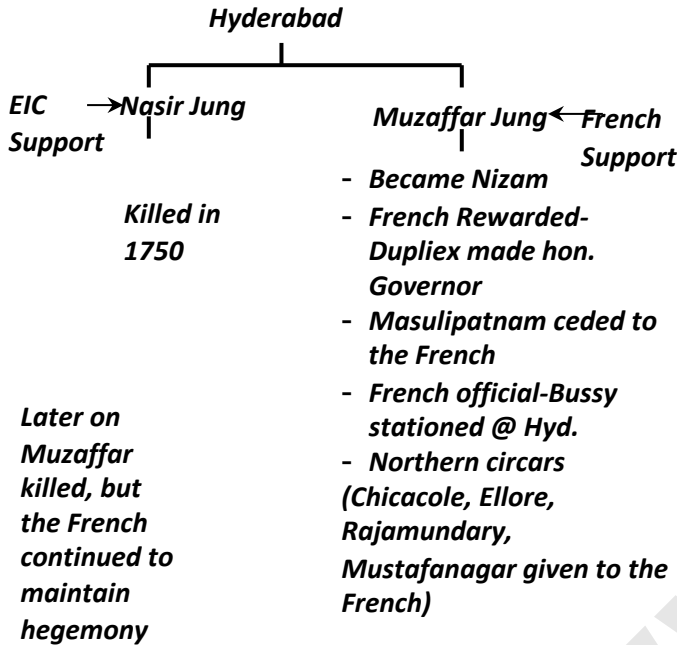 Hyderabad
EIC
Support
Nasir Jung
Killed in
1750
Muzaffar Jung
French
Support
- Became Nizam
- French Rewarded-
Dupliex made hon.
Governor
- Masulipatnam ceded to
the French
- French official-Bussy
stationed @ Hyd.
- Northern circars
(Chicacole, Ellore,
Rajamundary,
Mustafanagar given to the
French)
Later on
Muzaffar
killed, but
the French
continued to
maintain
hegemony